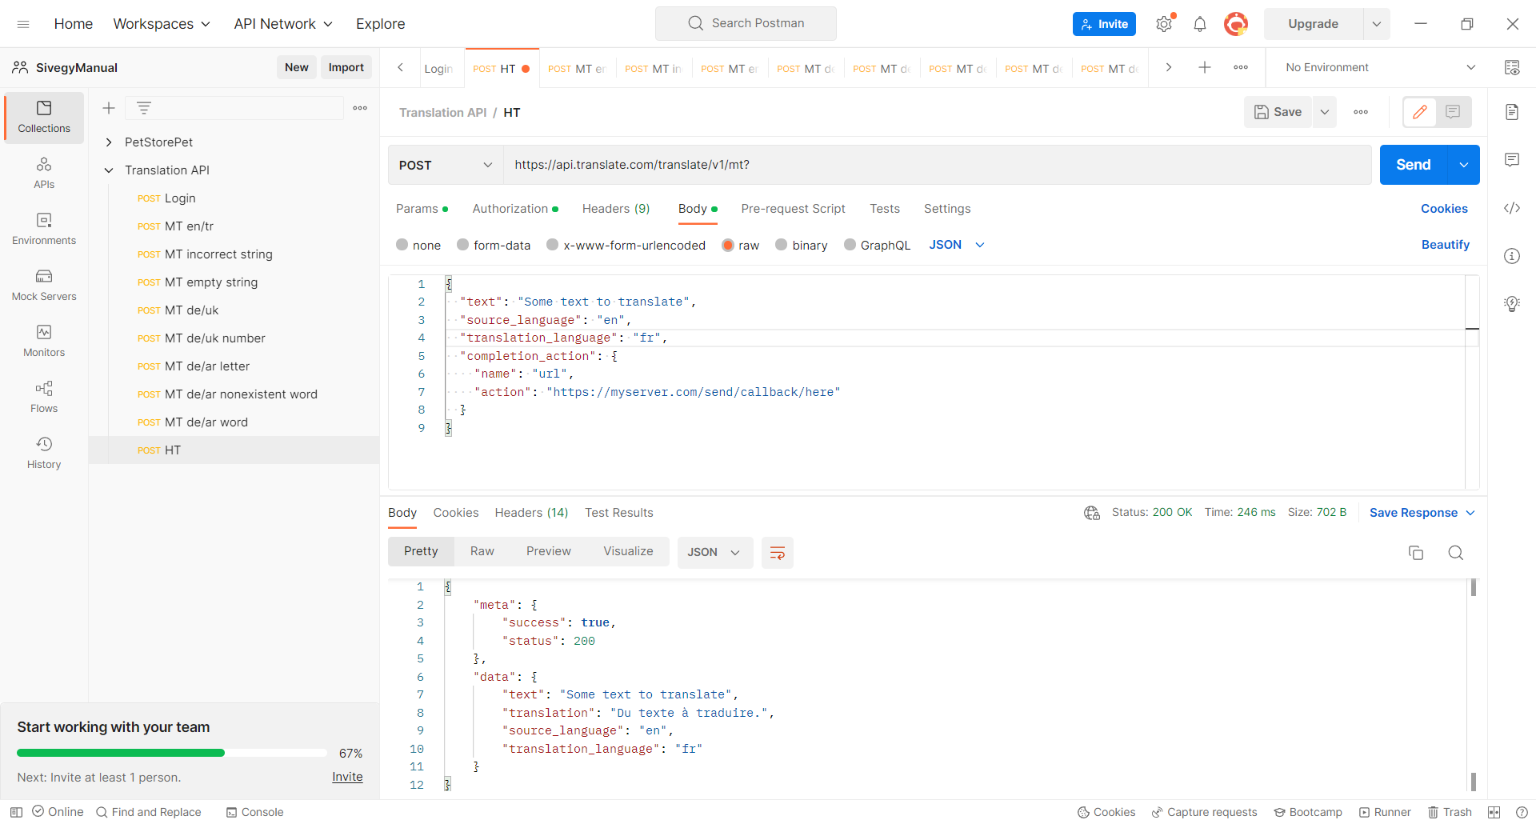 Home Workspaces API Network Explore Search Postman Invite Upgrade
SivegyManual New Import
Login POST HT POST MT POST MT POST MT POST MT POST MT POST MT POST MT POST MT No Environment
Collections
APIs
Environments
Mock Servers
Monitors
Flows
History
PetStorePet
Translation API
POST Login
POST MT en/tr
POST MT incorrect string
POST MT empty string
POST MT de/uk
POST MT de/uk number
POST MT de/ar letter
POST MT de/ar nonexistent word
POST MT de/ar word
POST HT
Start working with your team
67%
Next: Invite at least 1 person. Invite
Translation API / HT Save
POST https://api.translate.com/translate/v1/mt? Send
Params Authorization Headers (9) Body Pre-request Script Tests Settings Cookies
none form-data x-www-form-urlencoded raw binary GraphQL JSON Beautify
1 {
2 "text": "Some text to translate",
3 "source_language": "en",
4 "translation_language": "fr",
5 "completion_action": {
6 "name": "url",
7 "action": "https://myserver.com/send/callback/here"
8 }
9 }
Body Cookies Headers (14) Test Results Status: 200 OK Time: 246 ms Size: 702 B Save Response
Pretty Raw Preview Visualize JSON
1 {
2 "meta": {
3 "success": true,
4 "status": 200
5 },
6 "data": {
7 "text": "Some text to translate",
8 "translation": "Du texte à traduire.",
9 "source_language": "en",
10 "translation_language": "fr"
11 }
12 }
Online Find and Replace Console Cookies Capture requests Bootcamp Runner Trash